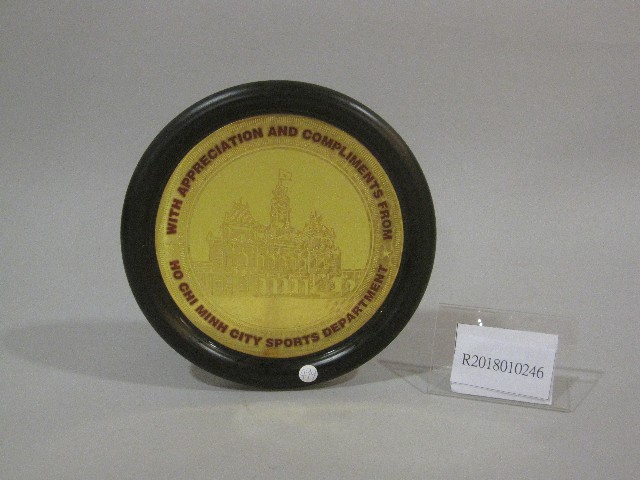 WITH APPRECIATION AND COMPLIMENTS FROM
HO CHI MINH CITY SPORTS DEPARTMENT
R2018010246